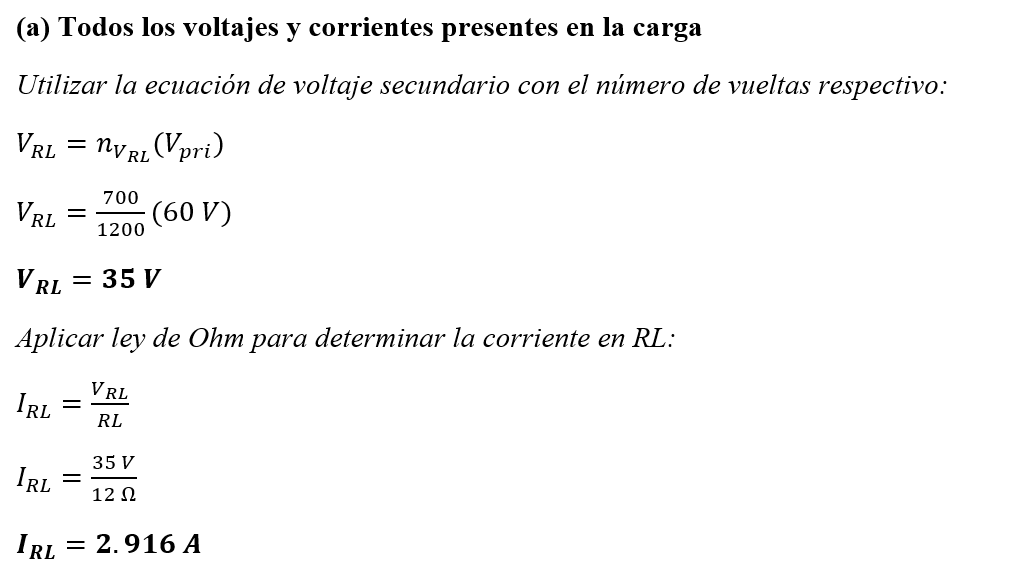 (a) Todos los voltajes y corrientes presentes en la carga
Utilizar la ecuación de voltaje secundario con el número de vueltas respectivo:
V_{RL} = n_{V_{RL}}(V_{pri})
V_{RL} = \frac{700}{1200}(60 V)
V_{RL} = 35 V
Aplicar ley de Ohm para determinar la corriente en RL:
I_{RL} = \frac{V_{RL}}{RL}
I_{RL} = \frac{35 V}{12 Ω}
I_{RL} = 2.916 A